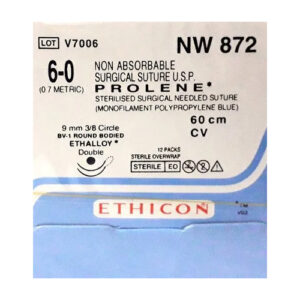 LOT V7006
NW 872
6-0
(0.7 METRIC)
NON ABSORBABLE
SURGICAL SUTURE U.S.P.
PROLENE*
STERILISED SURGICAL NEEDLED SUTURE
(MONOFILAMENT POLYPROPYLENE BLUE)
60 cm
CV
9 mm 3/8 Circle
BV-1 ROUND BODIED
ETHALLOY*
Double
12 PACKS
STERILE OVERWRAP
STERILE EO
ETHICON